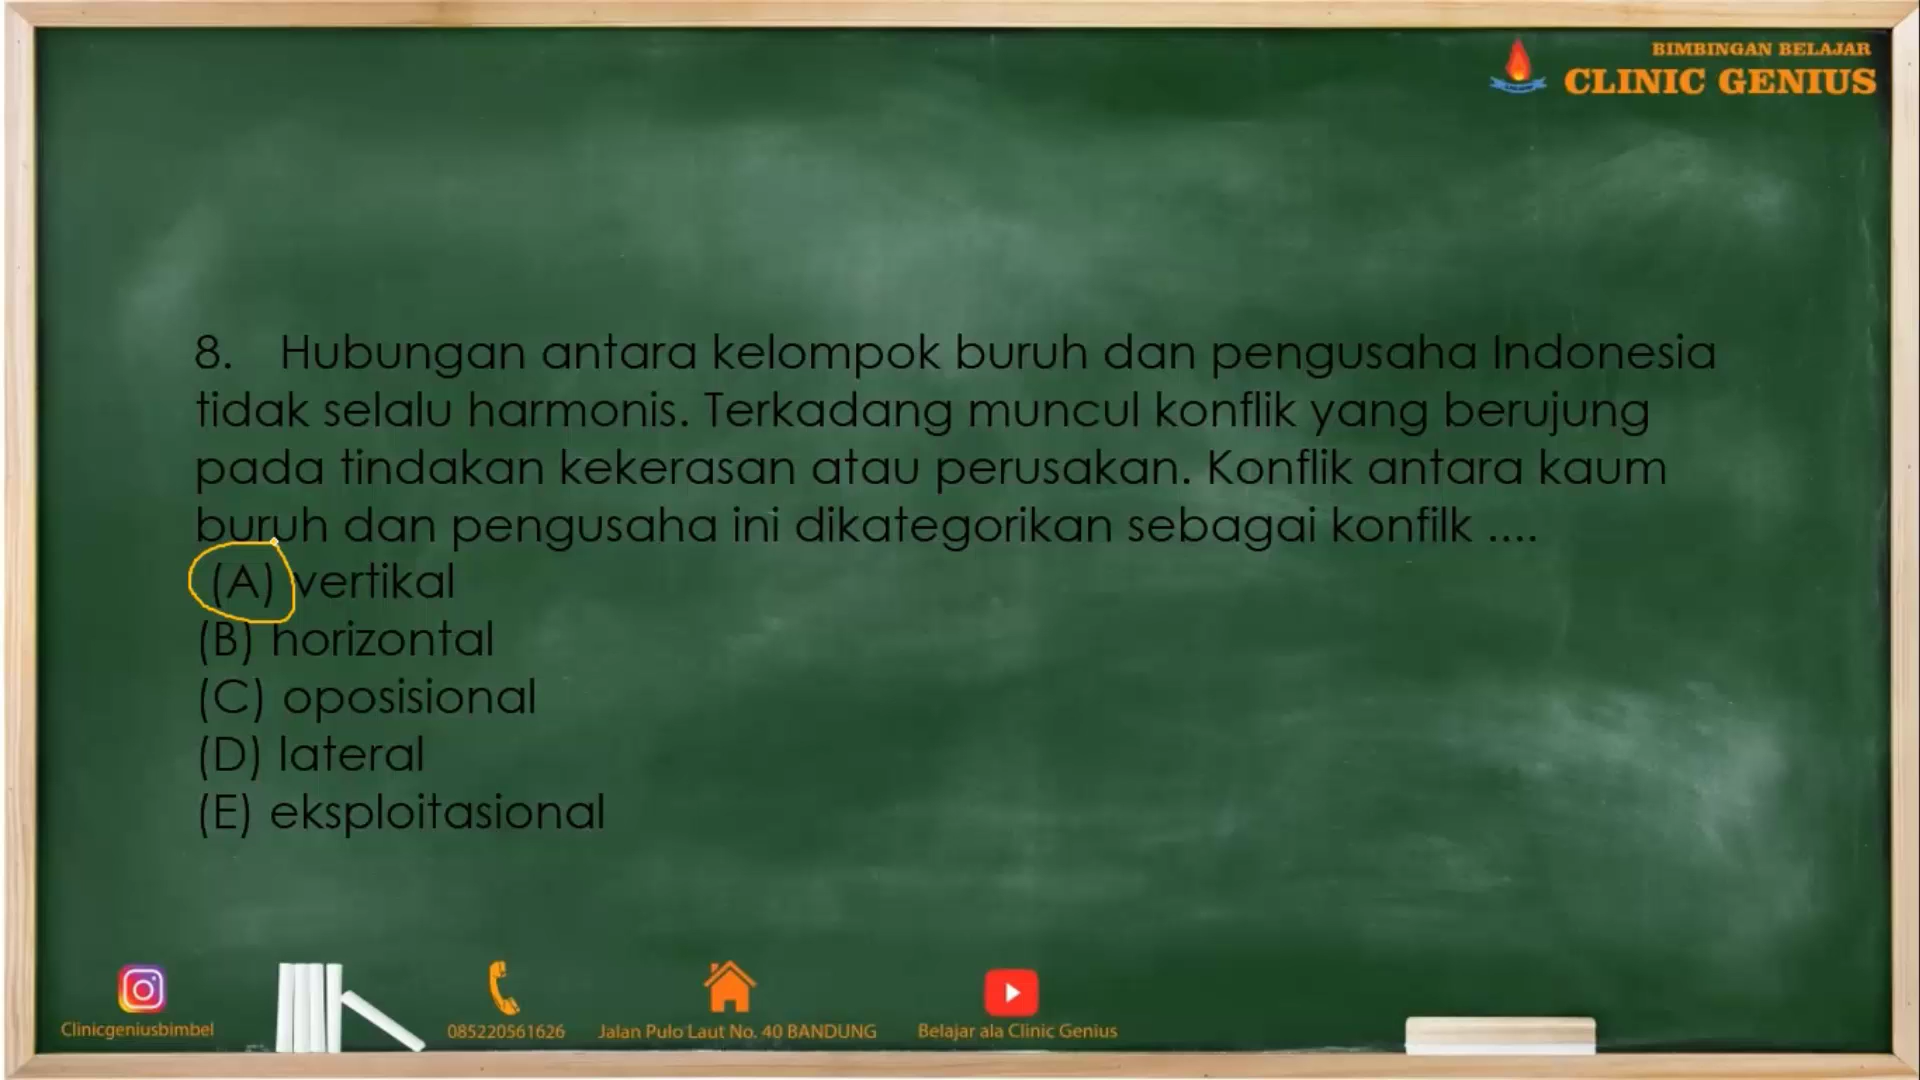 BIMBINGAN BELAJAR
CLINIC GENIUS
8. Hubungan antara kelompok buruh dan pengusaha Indonesia
tidak selalu harmonis. Terkadang muncul konflik yang berujung
pada tindakan kekerasan atau perusakan. Konflik antara kaum
buruh dan pengusaha ini dikategorikan sebagai konfilk ....
(A) vertikal
(B) horizontal
(C) oposisional
(D) lateral
(E) eksploitasional
Clinicgeniusbimbel
085220561626
Jalan Pulo Laut No. 40 BANDUNG
Belajar ala Clinic Genius